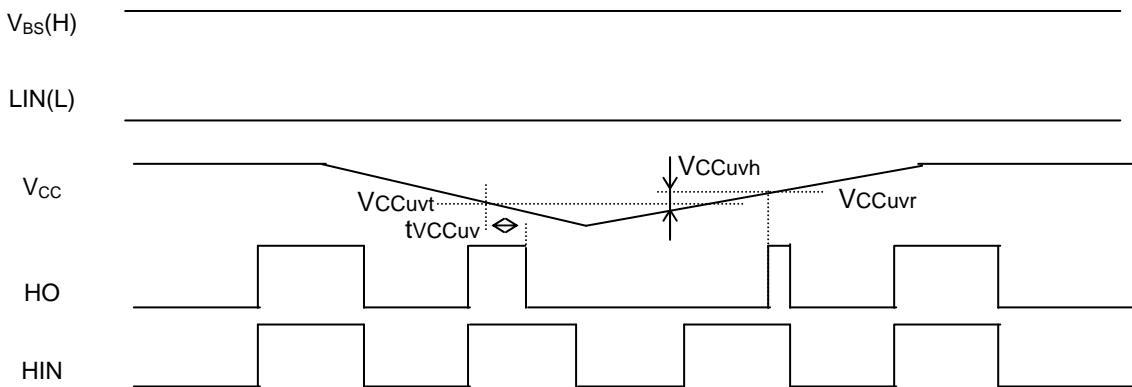 VBS(H)
LIN(L)
VCC
VCCuvh
VCCuvt
VCCuvr
tVCCuv
HO
HIN